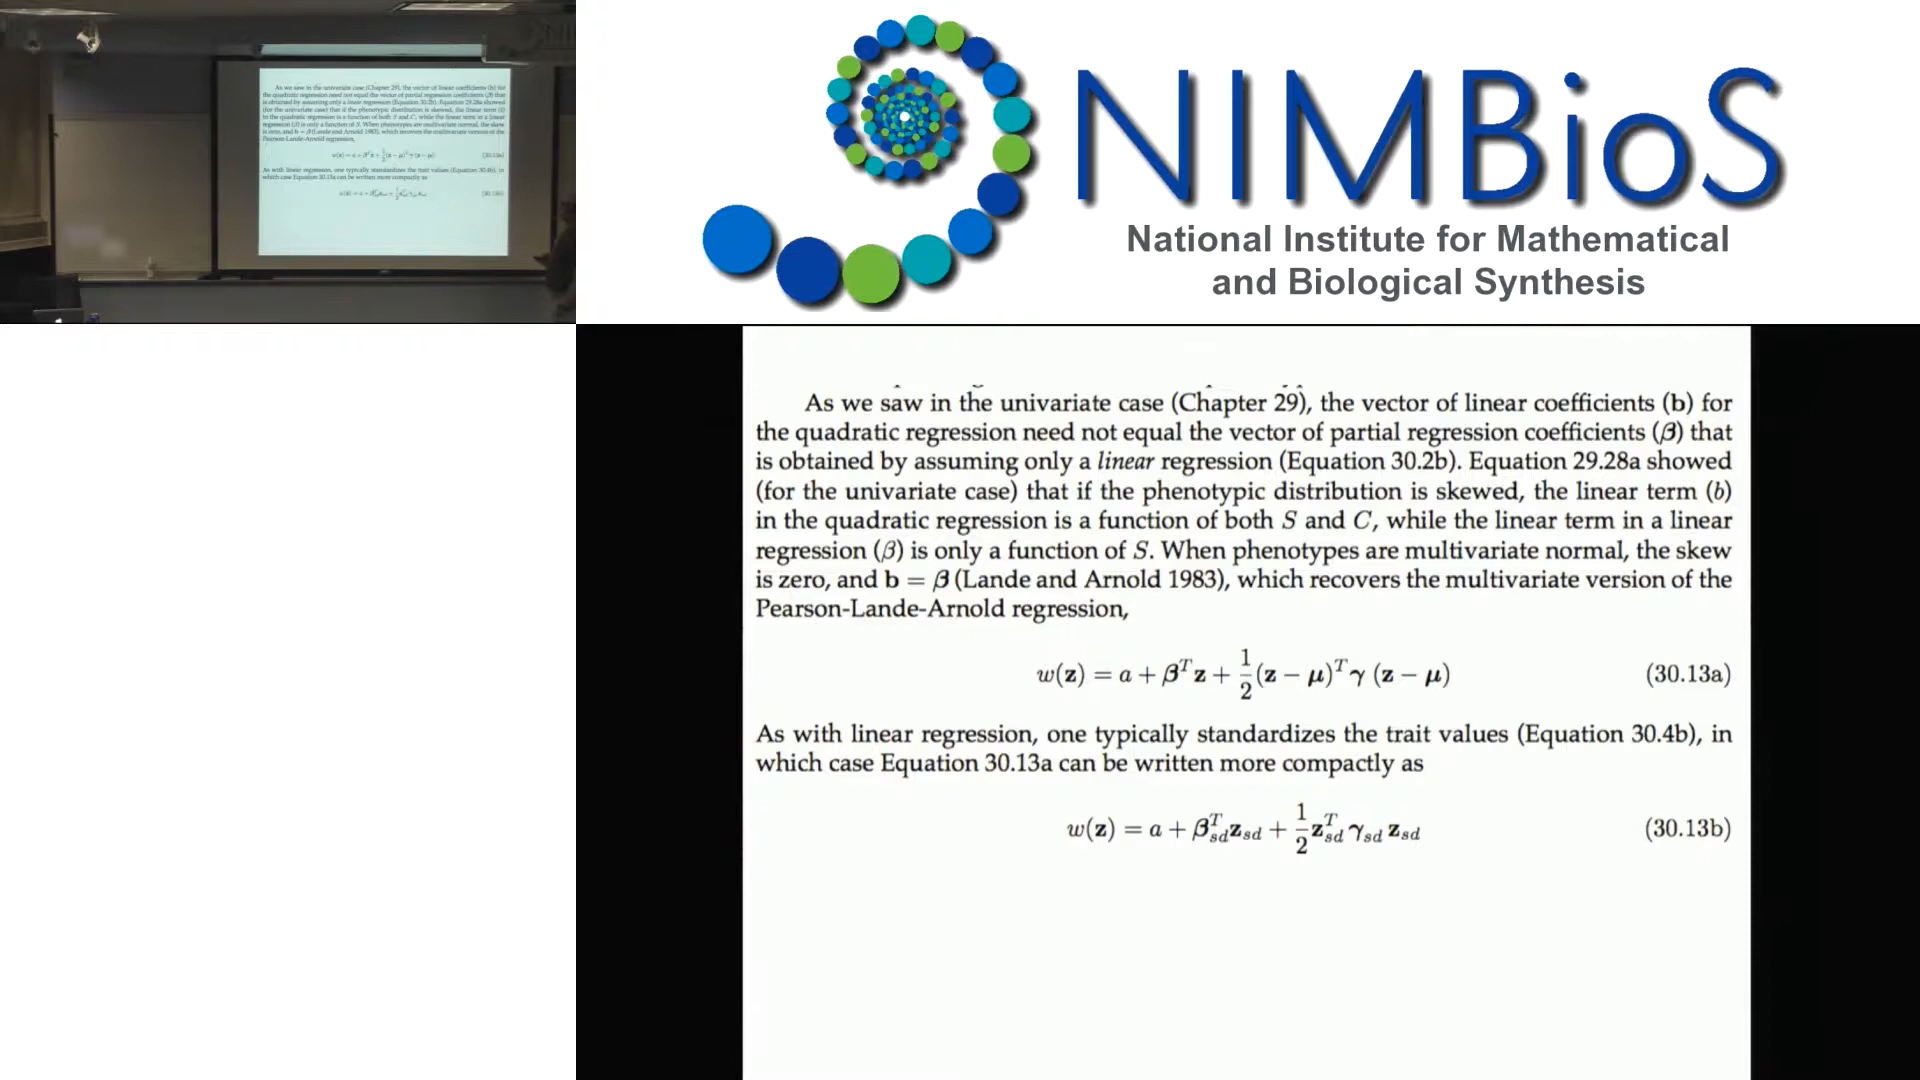 NIMBioS
National Institute for Mathematical
and Biological Synthesis
As we saw in the univariate case (Chapter 29), the vector of linear coefficients (b) for
the quadratic regression need not equal the vector of partial regression coefficients (β) that
is obtained by assuming only a linear regression (Equation 30.2b). Equation 29.28a showed
(for the univariate case) that if the phenotypic distribution is skewed, the linear term (b)
in the quadratic regression is a function of both S and C, while the linear term in a linear
regression (β) is only a function of S. When phenotypes are multivariate normal, the skew
is zero, and b = β (Lande and Arnold 1983), which recovers the multivariate version of the
Pearson-Lande-Arnold regression,
w(z) = a + β^T z + 1/2 (z − μ)^T γ (z − μ) (30.13a)
As with linear regression, one typically standardizes the trait values (Equation 30.4b), in
which case Equation 30.13a can be written more compactly as
w(z) = a + β_sd^T z_sd + 1/2 z_sd^T γ_sd z_sd (30.13b)